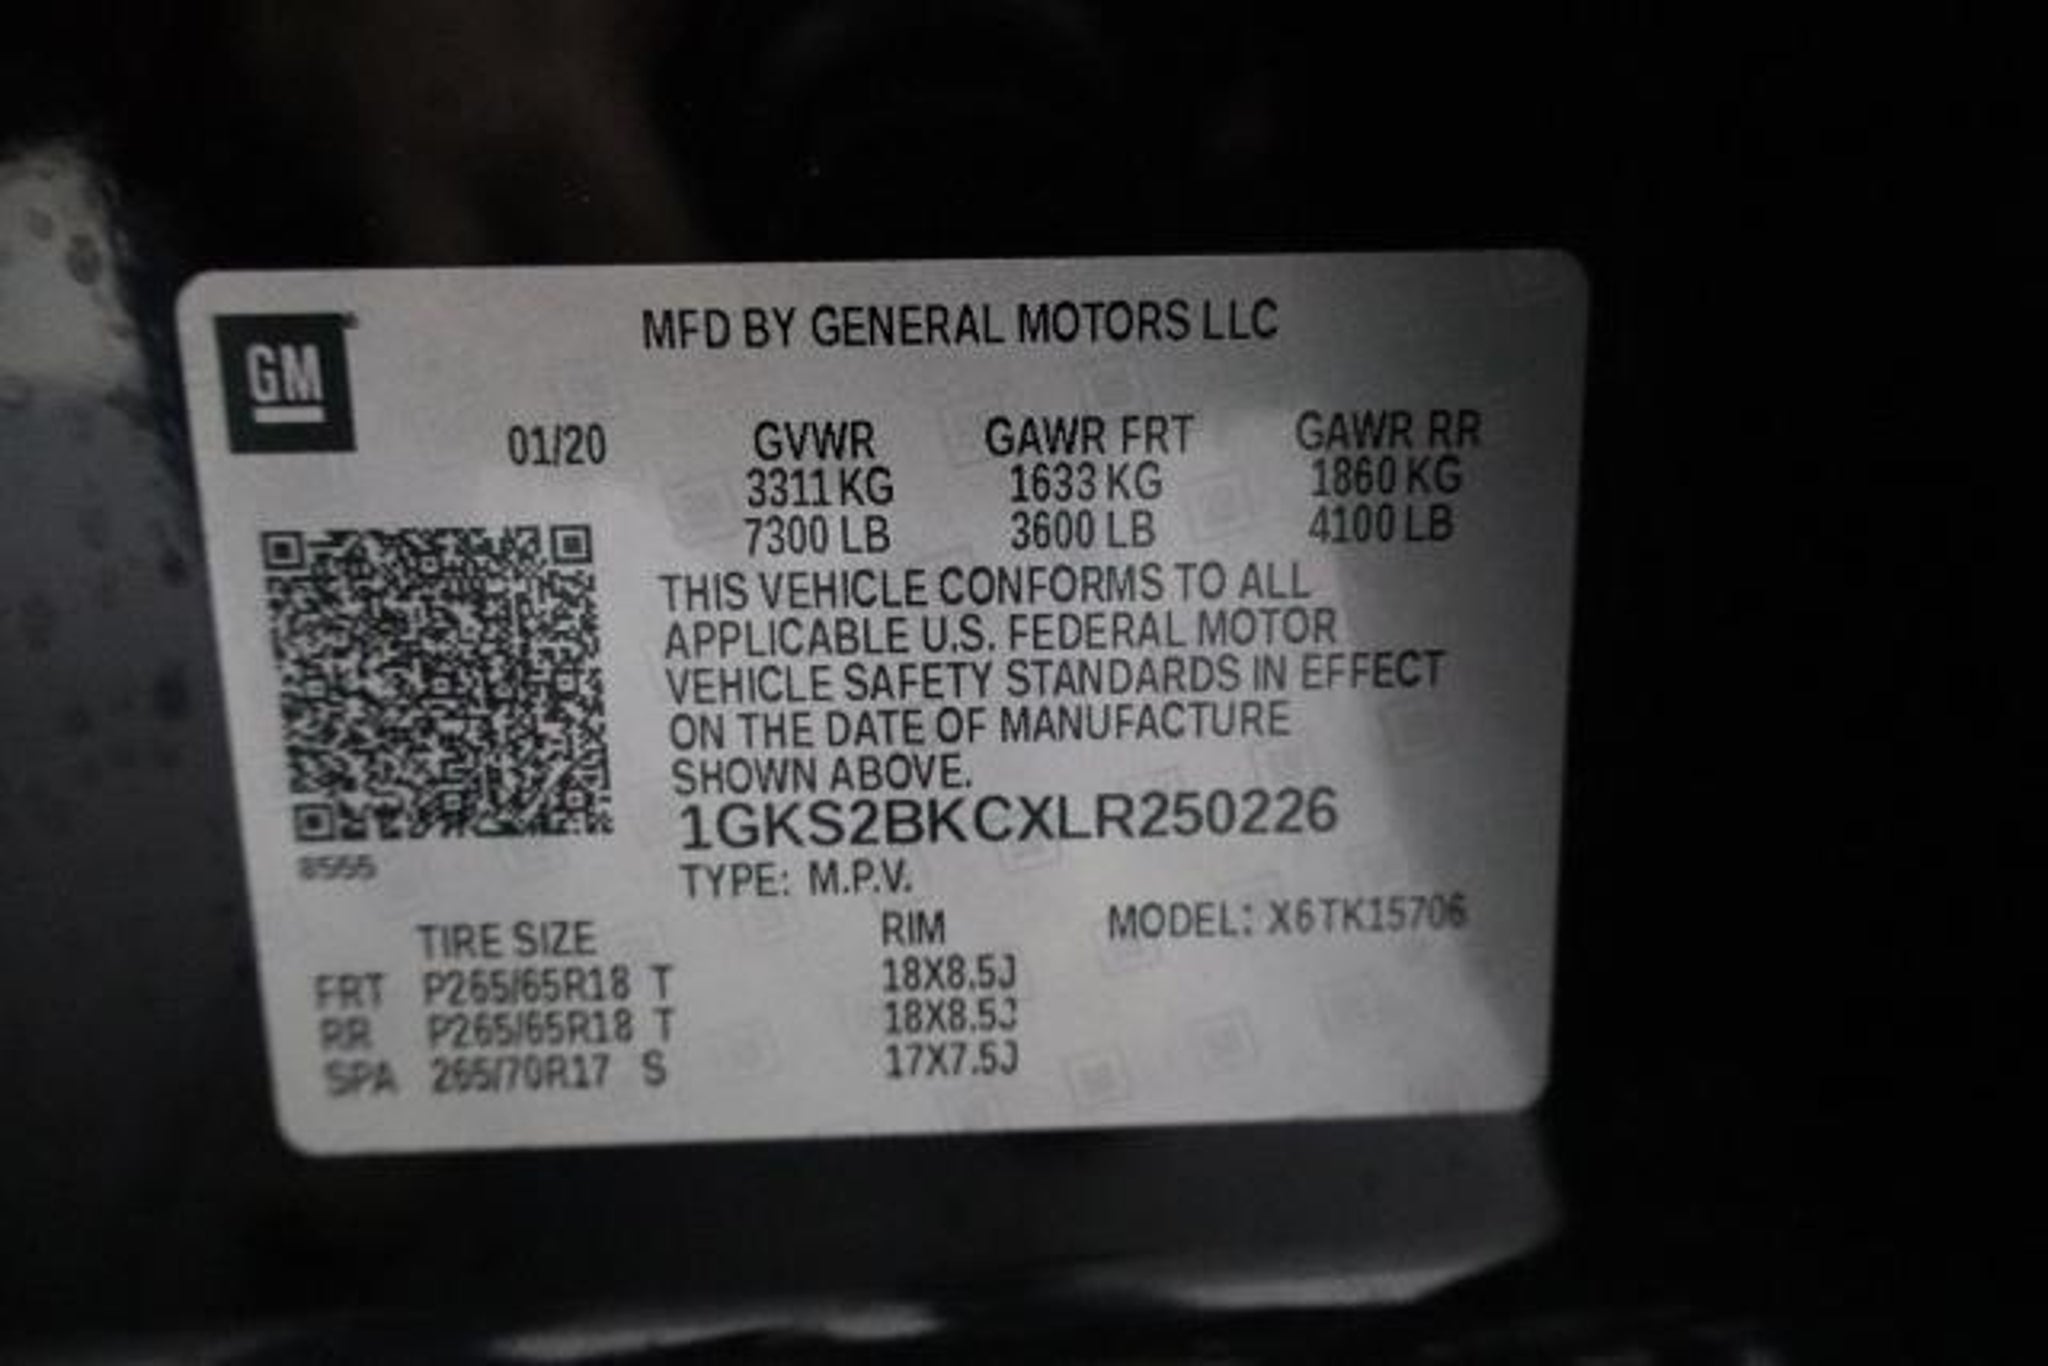 MFD BY GENERAL MOTORS LLC
GM
01/20 GVWR GAWR FRT GAWR RR
3311 KG 1633 KG 1860 KG
7300 LB 3600 LB 4100 LB
THIS VEHICLE CONFORMS TO ALL
APPLICABLE U.S. FEDERAL MOTOR
VEHICLE SAFETY STANDARDS IN EFFECT
ON THE DATE OF MANUFACTURE
SHOWN ABOVE.
1GKS2BKCXLR250226
8555
TYPE: M.P.V.
TIRE SIZE RIM MODEL: X6TK15706
FRT P265/65R18 T 18X8.5J
RR P265/65R18 T 18X8.5J
SPA 265/70R17 S 17X7.5J